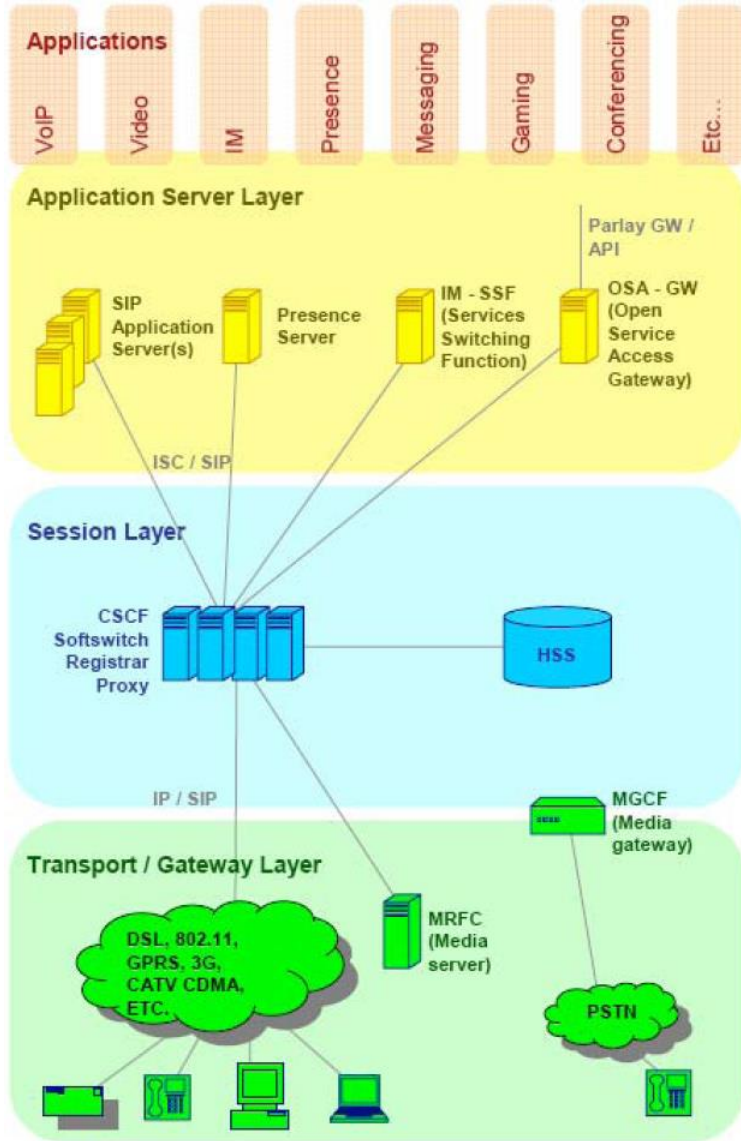 Applications
VoIP
Video
IM
Presence
Messaging
Gaming
Conferencing
Etc...
Application Server Layer
Parlay GW /
API
SIP
Application
Server(s)
Presence
Server
IM - SSF
(Services
Switching
Function)
OSA - GW
(Open
Service
Access
Gateway)
ISC / SIP
Session Layer
CSCF
Softswitch
Registrar
Proxy
HSS
IP / SIP
MGCF
(Media
gateway)
Transport / Gateway Layer
DSL, 802.11,
GPRS, 3G,
CATV CDMA,
ETC.
MRFC
(Media
server)
PSTN